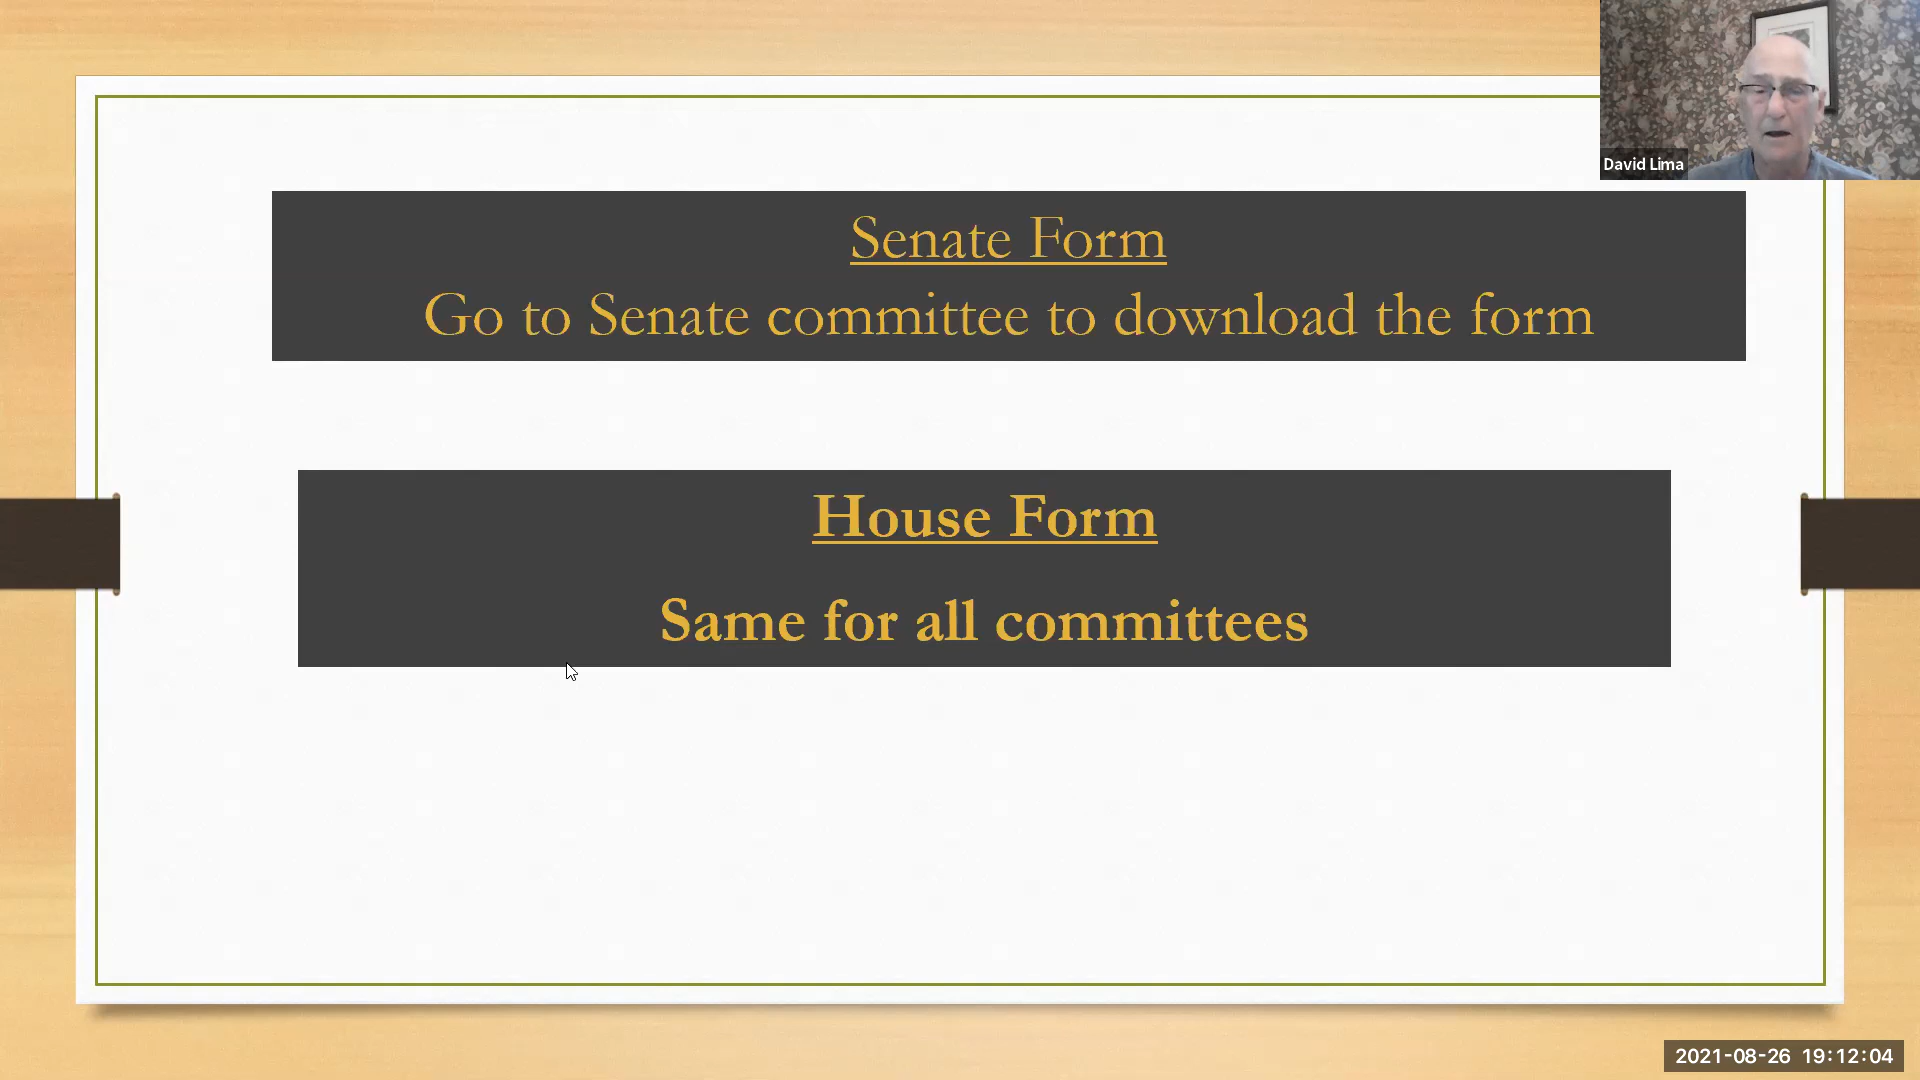 David Lima
Senate Form
Go to Senate committee to download the form
House Form
Same for all committees
2021-08-26 19:12:04